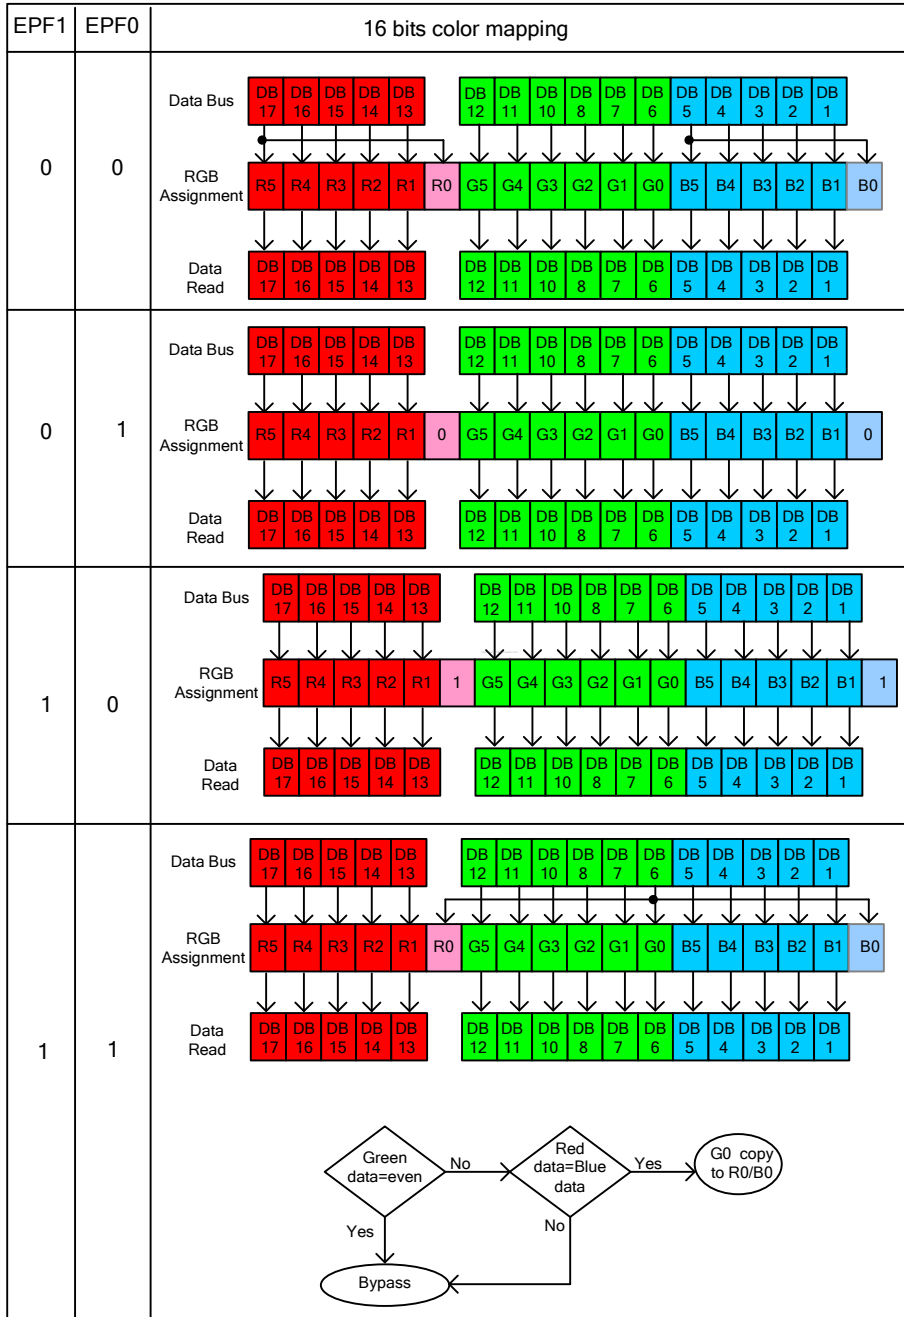 EPF1 EPF0 16 bits color mapping
Data Bus DB 17 DB 16 DB 15 DB 14 DB 13 DB 12 DB 11 DB 10 DB 8 DB 7 DB 6 DB 5 DB 4 DB 3 DB 2 DB 1
0 0 RGB Assignment R5 R4 R3 R2 R1 R0 G5 G4 G3 G2 G1 G0 B5 B4 B3 B2 B1 B0
Data Read DB 17 DB 16 DB 15 DB 14 DB 13 DB 12 DB 11 DB 10 DB 8 DB 7 DB 6 DB 5 DB 4 DB 3 DB 2 DB 1
Data Bus DB 17 DB 16 DB 15 DB 14 DB 13 DB 12 DB 11 DB 10 DB 8 DB 7 DB 6 DB 5 DB 4 DB 3 DB 2 DB 1
0 1 RGB Assignment R5 R4 R3 R2 R1 0 G5 G4 G3 G2 G1 G0 B5 B4 B3 B2 B1 0
Data Read DB 17 DB 16 DB 15 DB 14 DB 13 DB 12 DB 11 DB 10 DB 8 DB 7 DB 6 DB 5 DB 4 DB 3 DB 2 DB 1
Data Bus DB 17 DB 16 DB 15 DB 14 DB 13 DB 12 DB 11 DB 10 DB 8 DB 7 DB 6 DB 5 DB 4 DB 3 DB 2 DB 1
1 0 RGB Assignment R5 R4 R3 R2 R1 1 G5 G4 G3 G2 G1 G0 B5 B4 B3 B2 B1 1
Data Read DB 17 DB 16 DB 15 DB 14 DB 13 DB 12 DB 11 DB 10 DB 8 DB 7 DB 6 DB 5 DB 4 DB 3 DB 2 DB 1
Data Bus DB 17 DB 16 DB 15 DB 14 DB 13 DB 12 DB 11 DB 10 DB 8 DB 7 DB 6 DB 5 DB 4 DB 3 DB 2 DB 1
RGB Assignment R5 R4 R3 R2 R1 R0 G5 G4 G3 G2 G1 G0 B5 B4 B3 B2 B1 B0
1 1 Data Read DB 17 DB 16 DB 15 DB 14 DB 13 DB 12 DB 11 DB 10 DB 8 DB 7 DB 6 DB 5 DB 4 DB 3 DB 2 DB 1
Green data=even
No
Red data=Blue data
Yes
G0 copy to R0/B0
Yes
No
Bypass